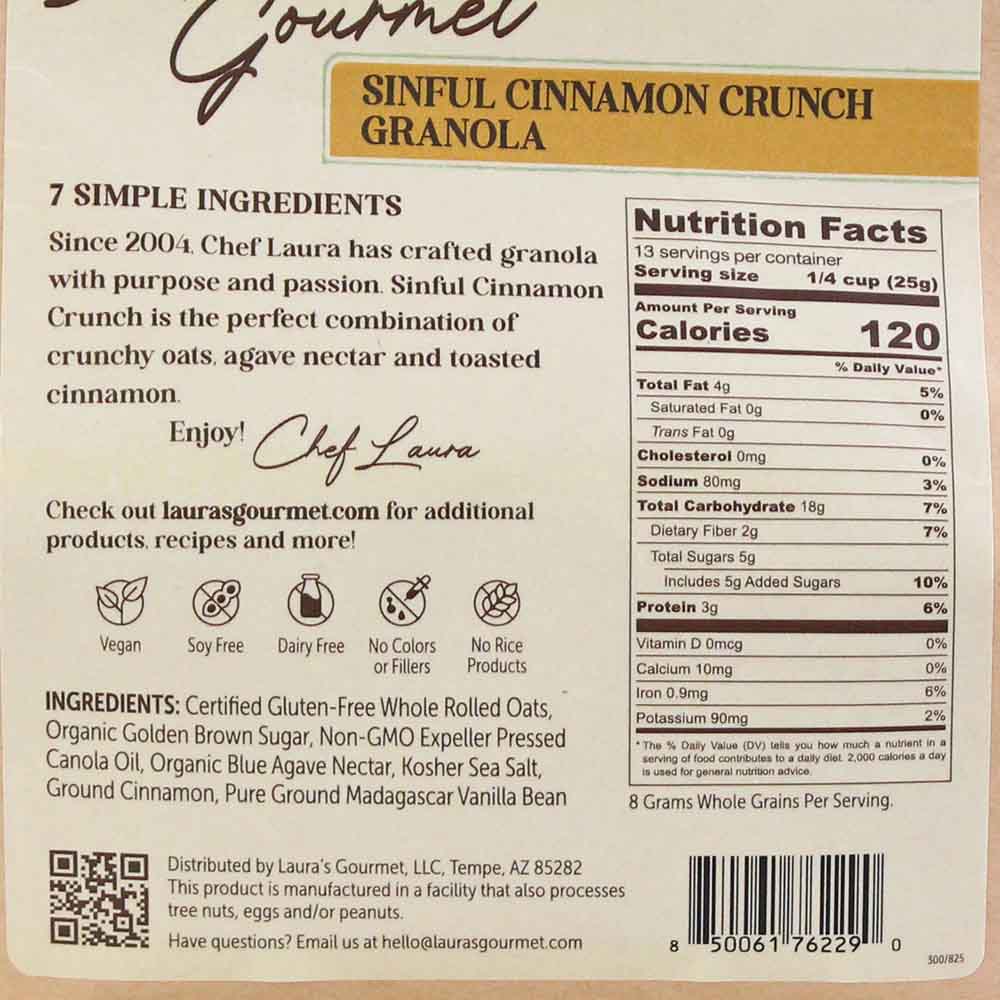 Gourmet
SINFUL CINNAMON CRUNCH
GRANOLA
7 SIMPLE INGREDIENTS
Since 2004, Chef Laura has crafted granola
with purpose and passion. Sinful Cinnamon
Crunch is the perfect combination of
crunchy oats, agave nectar and toasted
cinnamon.
Enjoy! Chef Laura
Check out laurasgourmet.com for additional
products, recipes and more!
Vegan
Soy Free
Dairy Free
No Colors
or Fillers
No Rice
Products
INGREDIENTS: Certified Gluten-Free Whole Rolled Oats,
Organic Golden Brown Sugar, Non-GMO Expeller Pressed
Canola Oil, Organic Blue Agave Nectar, Kosher Sea Salt,
Ground Cinnamon, Pure Ground Madagascar Vanilla Bean
Nutrition Facts
13 servings per container
Serving size 1/4 cup (25g)
Amount Per Serving
Calories 120
% Daily Value*
Total Fat 4g 5%
Saturated Fat 0g 0%
Trans Fat 0g
Cholesterol 0mg 0%
Sodium 80mg 3%
Total Carbohydrate 18g 7%
Dietary Fiber 2g 7%
Total Sugars 5g
Includes 5g Added Sugars 10%
Protein 3g 6%
Vitamin D 0mcg 0%
Calcium 10mg 0%
Iron 0.9mg 6%
Potassium 90mg 2%
* The % Daily Value (DV) tells you how much a nutrient in a
serving of food contributes to a daily diet. 2,000 calories a day
is used for general nutrition advice.
8 Grams Whole Grains Per Serving.
Distributed by Laura's Gourmet, LLC, Tempe, AZ 85282
This product is manufactured in a facility that also processes
tree nuts, eggs and/or peanuts.
Have questions? Email us at hello@laurasgourmet.com
8 50061 76229 0
300/825